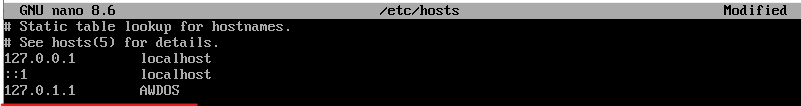 GNU nano 8.6 /etc/hosts Modified
# Static table lookup for hostnames.
# See hosts(5) for details.
127.0.0.1 localhost
::1 localhost
127.0.1.1 AWDOS